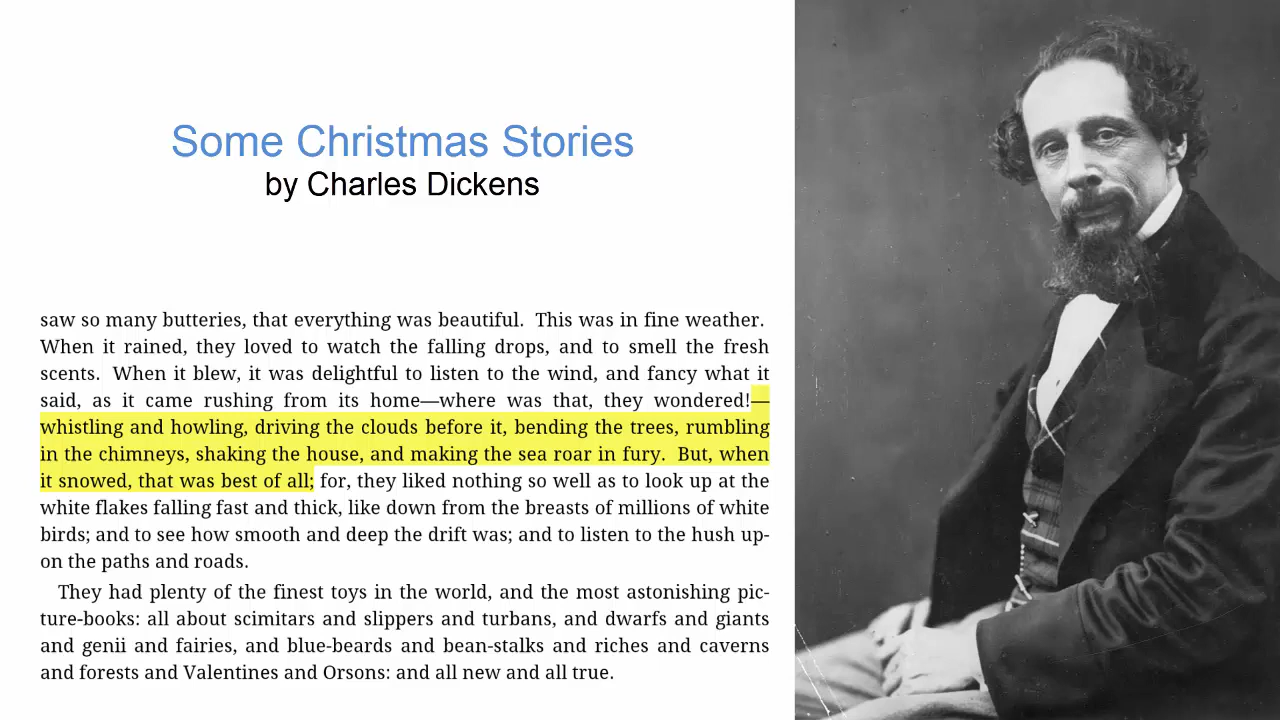 Some Christmas Stories
by Charles Dickens
saw so many butteries, that everything was beautiful.  This was in fine weather.
When it rained, they loved to watch the falling drops, and to smell the fresh
scents.  When it blew, it was delightful to listen to the wind, and fancy what it
said, as it came rushing from its home—where was that, they wondered!—
whistling and howling, driving the clouds before it, bending the trees, rumbling
in the chimneys, shaking the house, and making the sea roar in fury.  But, when
it snowed, that was best of all; for, they liked nothing so well as to look up at the
white flakes falling fast and thick, like down from the breasts of millions of white
birds; and to see how smooth and deep the drift was; and to listen to the hush up-
on the paths and roads.
They had plenty of the finest toys in the world, and the most astonishing pic-
ture-books: all about scimitars and slippers and turbans, and dwarfs and giants
and genii and fairies, and blue-beards and bean-stalks and riches and caverns
and forests and Valentines and Orsons: and all new and all true.